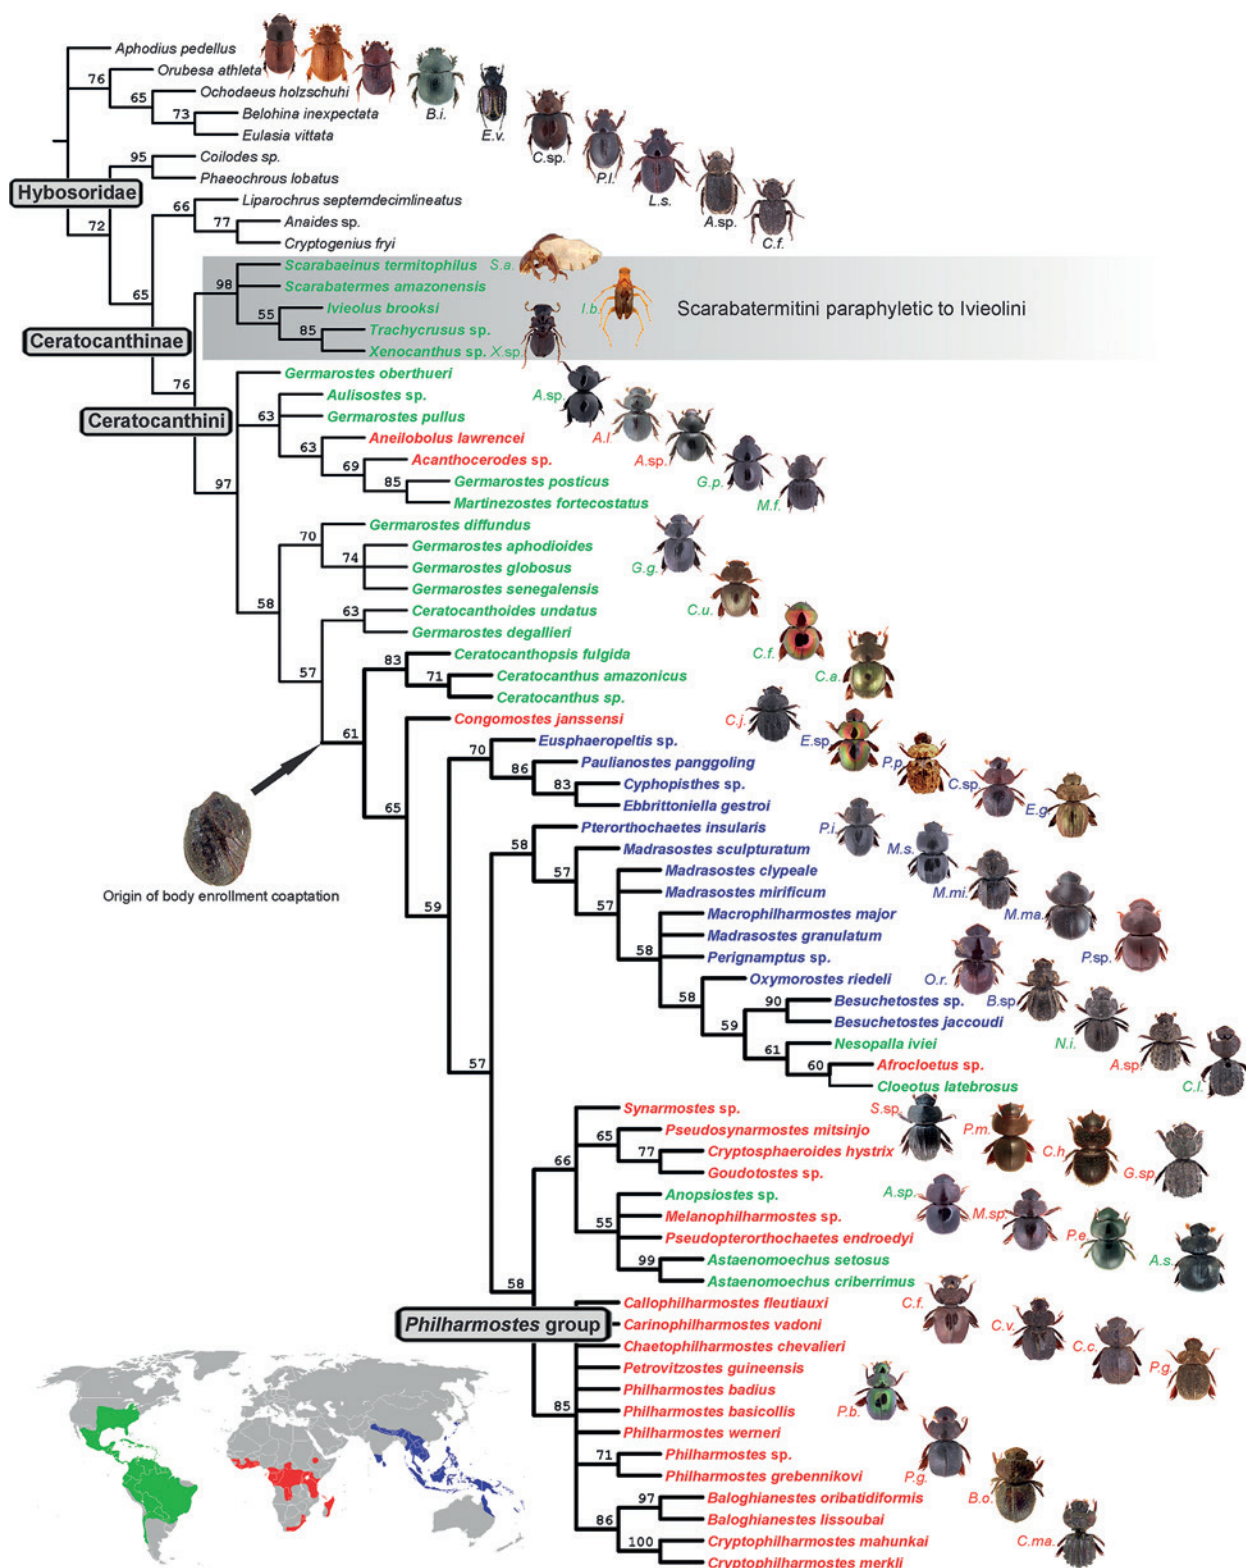 Aphodius pedellus
76
Orubesa athleta
65
Ochodaeus holzschuhi
B.i.
73
Belohina inexpectata
E.v.
Eulasia vittata
95
Coilodes sp.
C.sp.
Hybosoridae
Phaeochrous lobatus
P.l.
66
Liparochrus septemdecimlineatus
L.s.
72
77
Anaides sp.
A.sp.
Cryptogenius fryi
C.f.
Scarabaeinus termitophilus S.a.
98
Scarabatermes amazonensis
65
55
Ivieolus brooksi
I.b.
Scarabatermitini paraphyletic to Ivieolini
85
Trachycrusus sp.
Ceratocanthinae
Xenocanthus sp. X.sp.
76
Germarostes oberthueri
Aulisostes sp.
A.sp.
63
Germarostes pullus
Ceratocanthini
63
Aneilobolus lawrencei
A.l.
69
Acanthocerodes sp.
A.sp.
97
85
Germarostes posticus
G.p.
Martinezostes fortecostatus
M.f.
70
Germarostes diffundus
74
Germarostes aphodioides
Germarostes globosus
G.g.
Germarostes senegalensis
C.u.
58
63
Ceratocanthoides undatus
Germarostes degallieri
83
Ceratocanthopsis fulgida
C.f.
57
71
Ceratocanthus amazonicus
C.a.
Ceratocanthus sp.
61
Congomostes janssensi
C.j.
70
Eusphaeropeltis sp.
E.sp.
86
Paulianostes panggoling
P.p.
65
83
Cyphopisthes sp.
C.sp.
Ebbrittoniella gestroi
E.g.
58
Pterorthochaetes insularis
P.i.
57
Madrasostes sculpturatum
M.s.
Madrasostes clypeale
Origin of body enrollment coaptation
59
57
Madrasostes mirificum
M.mi.
Macrophilharmostes major
M.ma.
Madrasostes granulatum
58
Perignamptus sp.
P.sp.
58
Oxymorostes riedeli
O.r.
59
90
Besuchetostes sp.
B.sp.
Besuchetostes jaccoudi
61
Nesopalla iviei
N.i.
57
60
Afrocloetus sp.
A.sp.
Cloeotus latebrosus
C.l.
Synarmostes sp.
S.sp.
65
Pseudosynarmostes mitsinjo
P.m.
66
77
Cryptosphaeroides hystrix
C.h.
Goudotostes sp.
G.sp.
Anopsiostes sp.
A.sp.
55
Melanophilharmostes sp.
M.sp.
Pseudopterorthochaetes endroedyi
P.e.
99
Astaenomoechus setosus
A.s.
58
Astaenomoechus criberrimus
Callophilharmostes fleutiauxi
C.f.
Philharmostes group
Carinophilharmostes vadoni
C.v.
Chaetophilharmostes chevalieri
C.c.
Petrovitzostes guineensis
P.g.
Philharmostes badius
85
Philharmostes basicollis
P.b.
Philharmostes werneri
71
Philharmostes sp.
Philharmostes grebennikovi
P.g.
97
Baloghianestes oribatidiformis
B.o.
86
Baloghianestes lissoubai
100
Cryptophilharmostes mahunkai
C.ma.
Cryptophilharmostes merkli